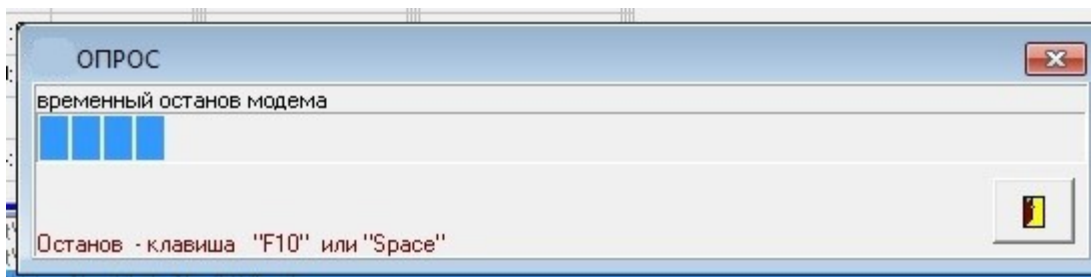 ОПРОС
временный останов модема
Останов - клавиша "F10" или "Space"